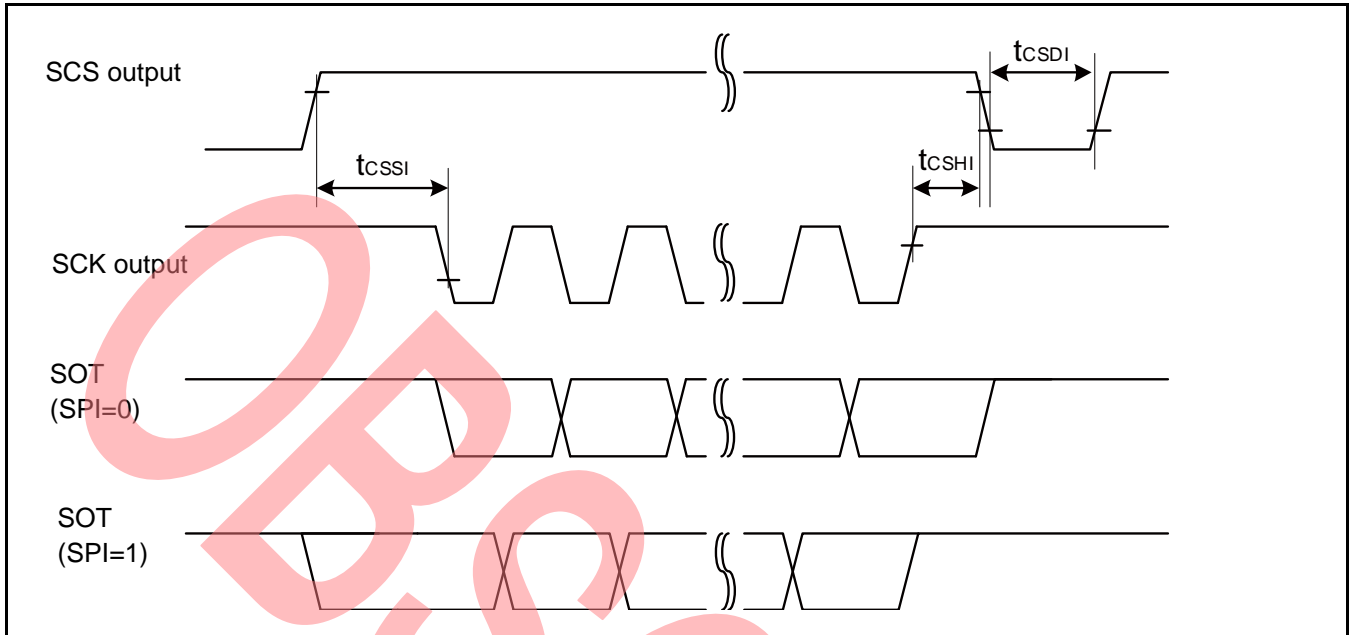 SCS output
tCSDI
tCSSI
tCSHI
SCK output
SOT
(SPI=0)
SOT
(SPI=1)